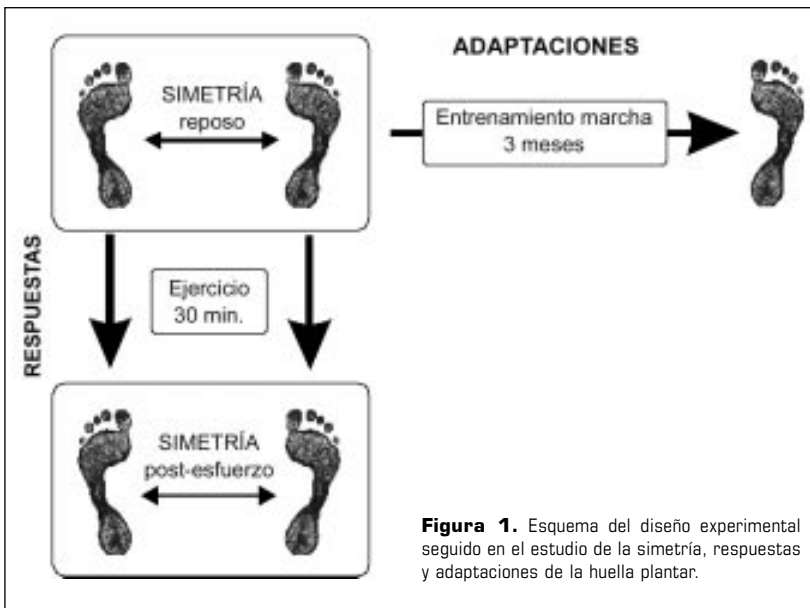 ADAPTACIONES
SIMETRÍA
reposo
Entrenamiento marcha
3 meses
RESPUESTAS
Ejercicio
30 min.
SIMETRÍA
post-esfuerzo
Figura 1. Esquema del diseño experimental
seguido en el estudio de la simetría, respuestas
y adaptaciones de la huella plantar.